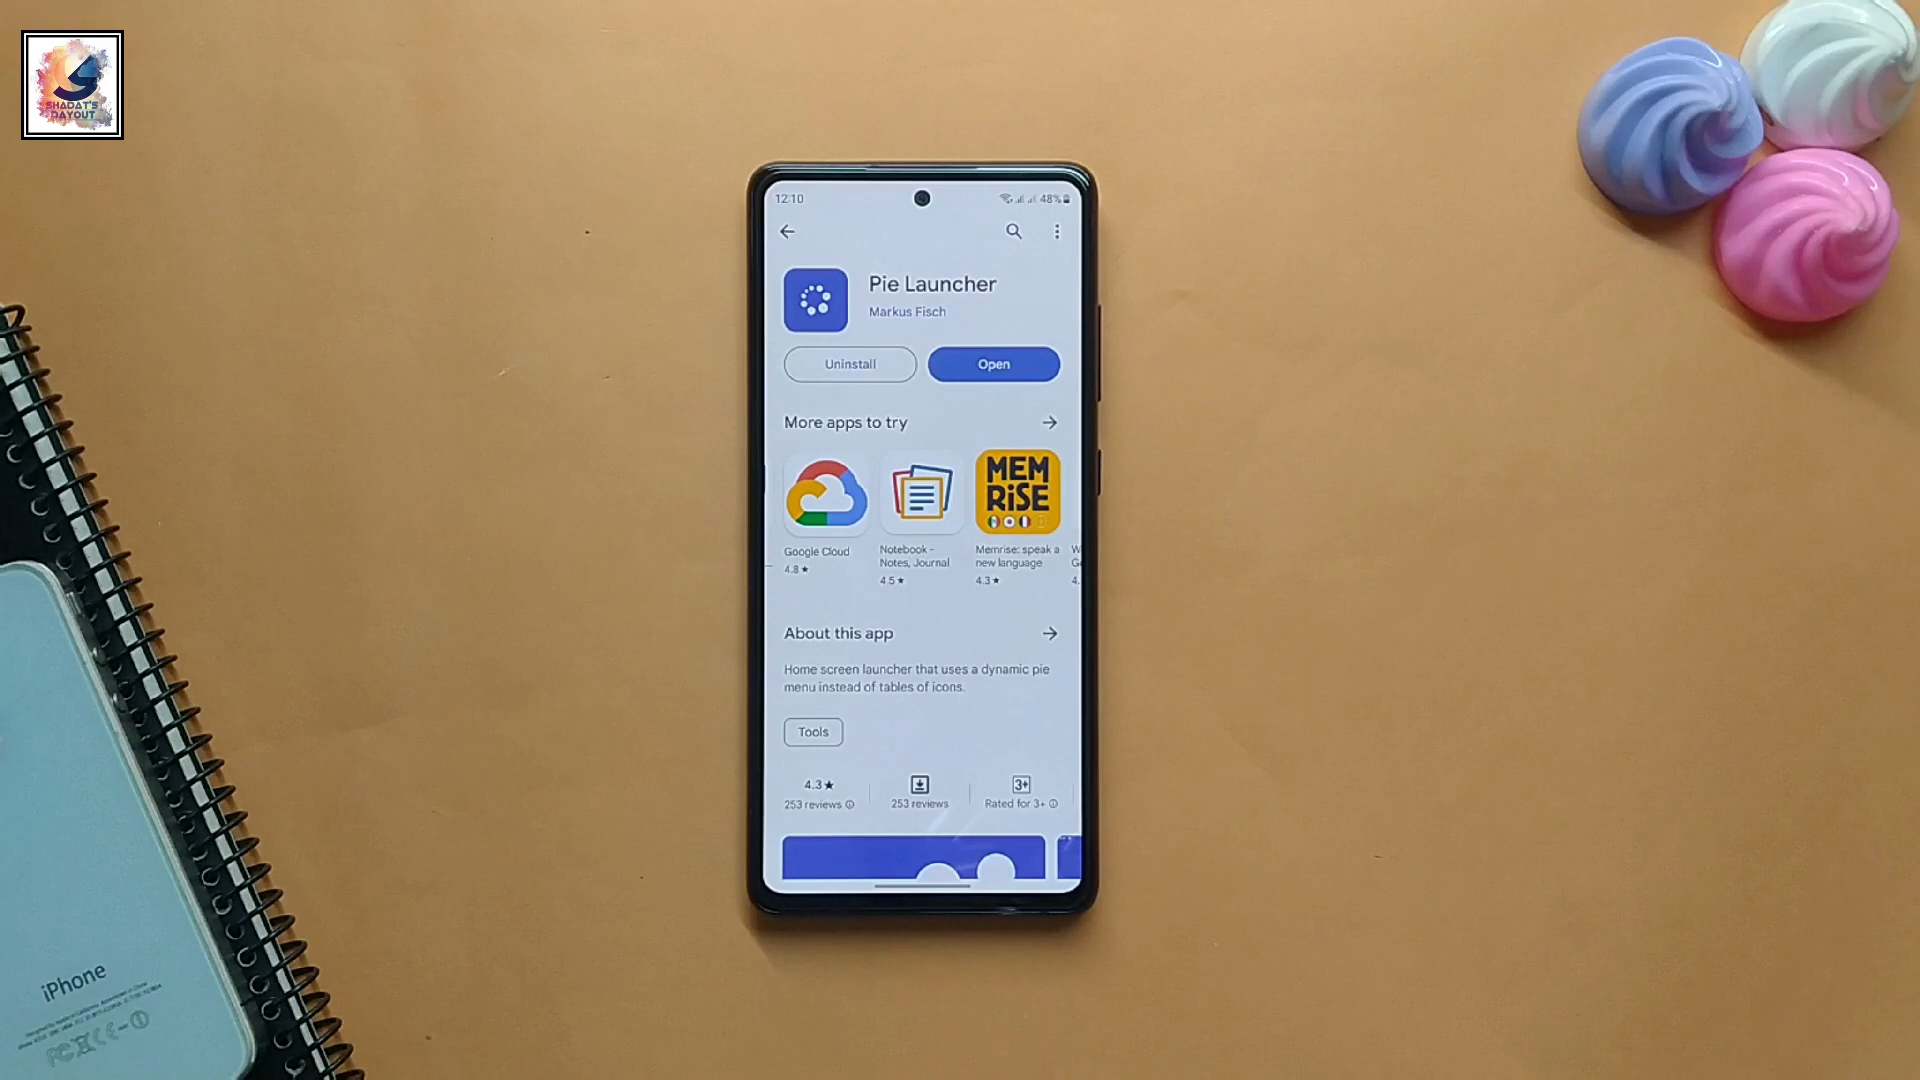 SHADAT'S
DAYOUT
12:10
48%
Pie Launcher
Markus Fisch
Uninstall
Open
More apps to try
MEM
RiSE
Google Cloud
4.8★
Notebook -
Notes, Journal
4.5★
Memrise: speak a
new language
4.3★
W
G
4.
About this app
Home screen launcher that uses a dynamic pie
menu instead of tables of icons.
Tools
4.3★
253 reviews
253 reviews
3+
Rated for 3+
iPhone